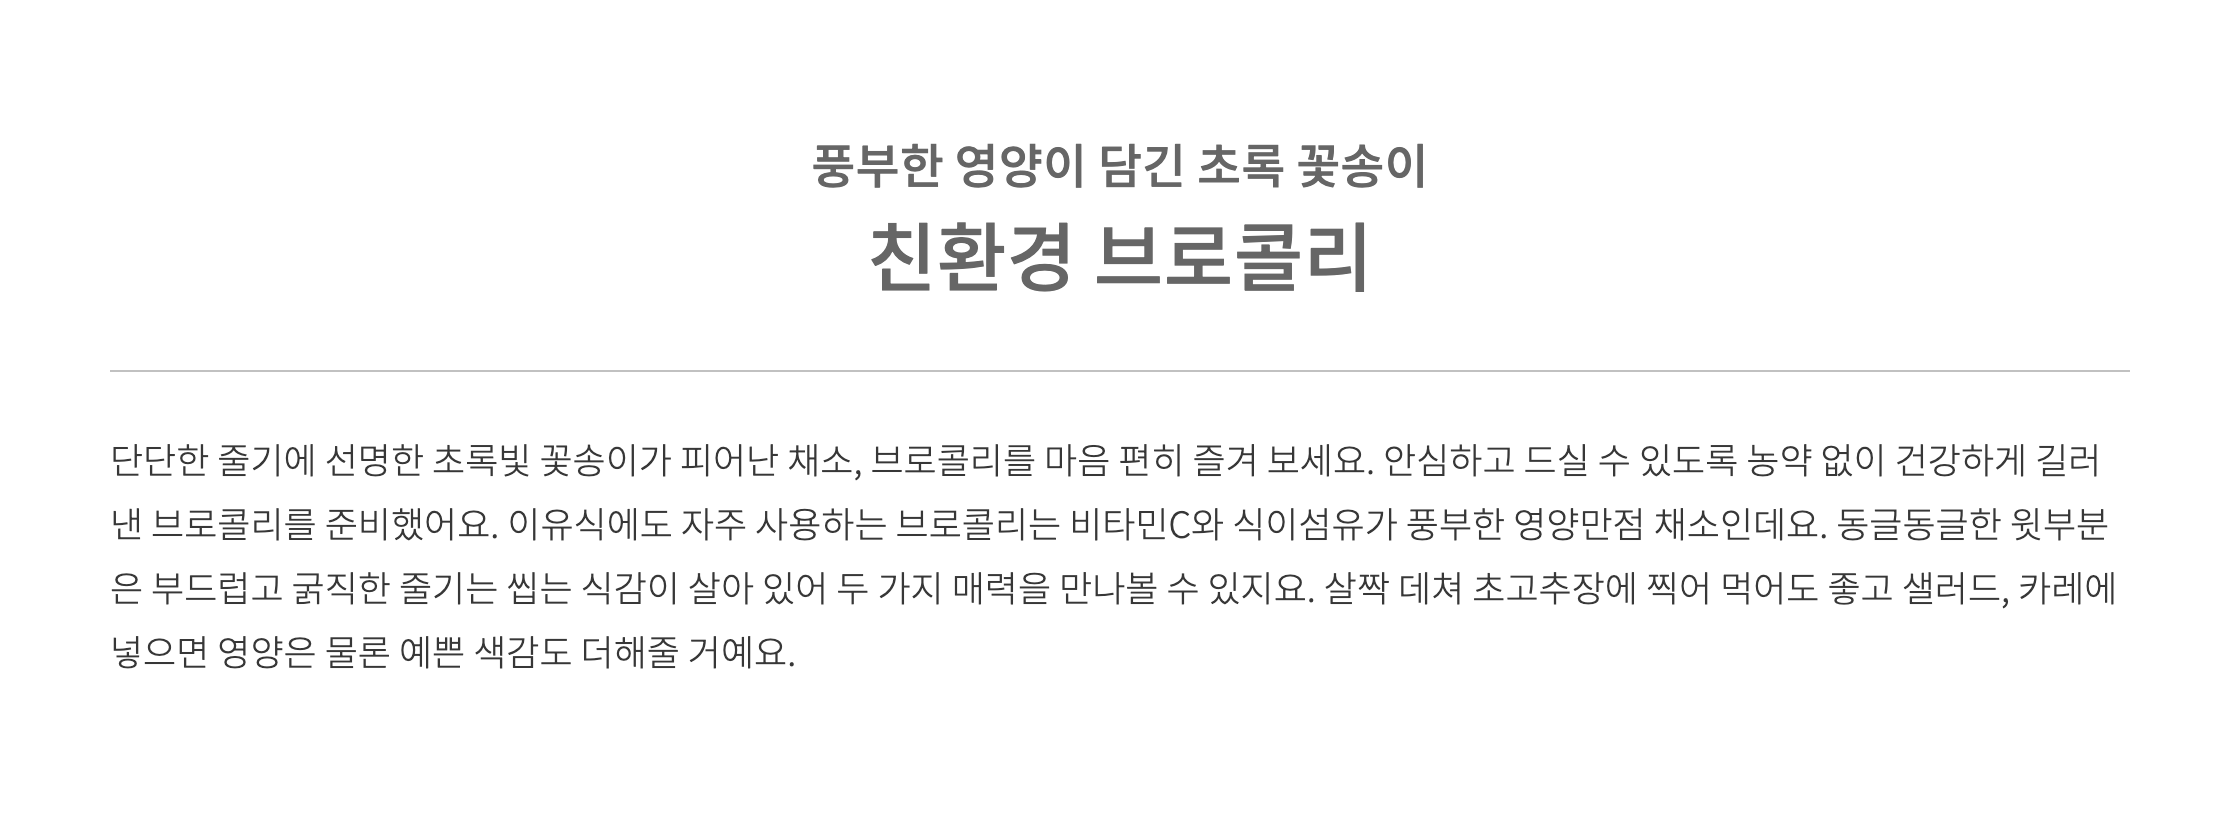 풍부한 영양이 담긴 초록 꽃송이
친환경 브로콜리
단단한 줄기에 선명한 초록빛 꽃송이가 피어난 채소, 브로콜리를 마음 편히 즐겨 보세요. 안심하고 드실 수 있도록 농약 없이 건강하게 길러
낸 브로콜리를 준비했어요. 이유식에도 자주 사용하는 브로콜리는 비타민C와 식이섬유가 풍부한 영양만점 채소인데요. 동글동글한 윗부분
은 부드럽고 굵직한 줄기는 씹는 식감이 살아 있어 두 가지 매력을 만나볼 수 있지요. 살짝 데쳐 초고추장에 찍어 먹어도 좋고 샐러드, 카레에
넣으면 영양은 물론 예쁜 색감도 더해줄 거예요.